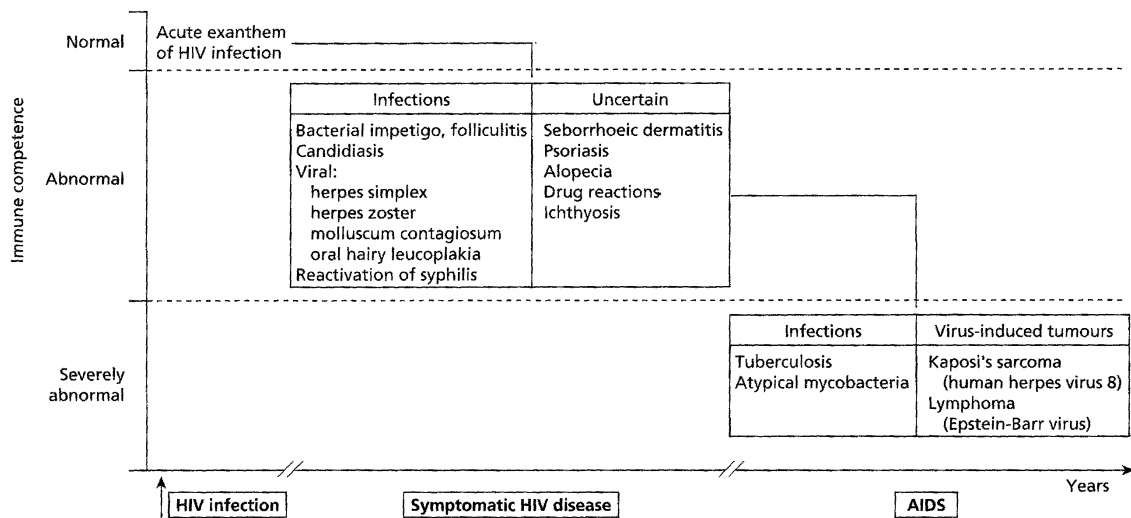 Normal
Acute exanthem
of HIV infection
Immune competence
Abnormal
Infections
Bacterial impetigo, folliculitis
Candidiasis
Viral:
herpes simplex
herpes zoster
molluscum contagiosum
oral hairy leucoplakia
Reactivation of syphilis
Uncertain
Seborrhoeic dermatitis
Psoriasis
Alopecia
Drug reactions
Ichthyosis
Severely
abnormal
Infections
Tuberculosis
Atypical mycobacteria
Virus-induced tumours
Kaposi's sarcoma
(human herpes virus 8)
Lymphoma
(Epstein-Barr virus)
Years
HIV infection
Symptomatic HIV disease
AIDS